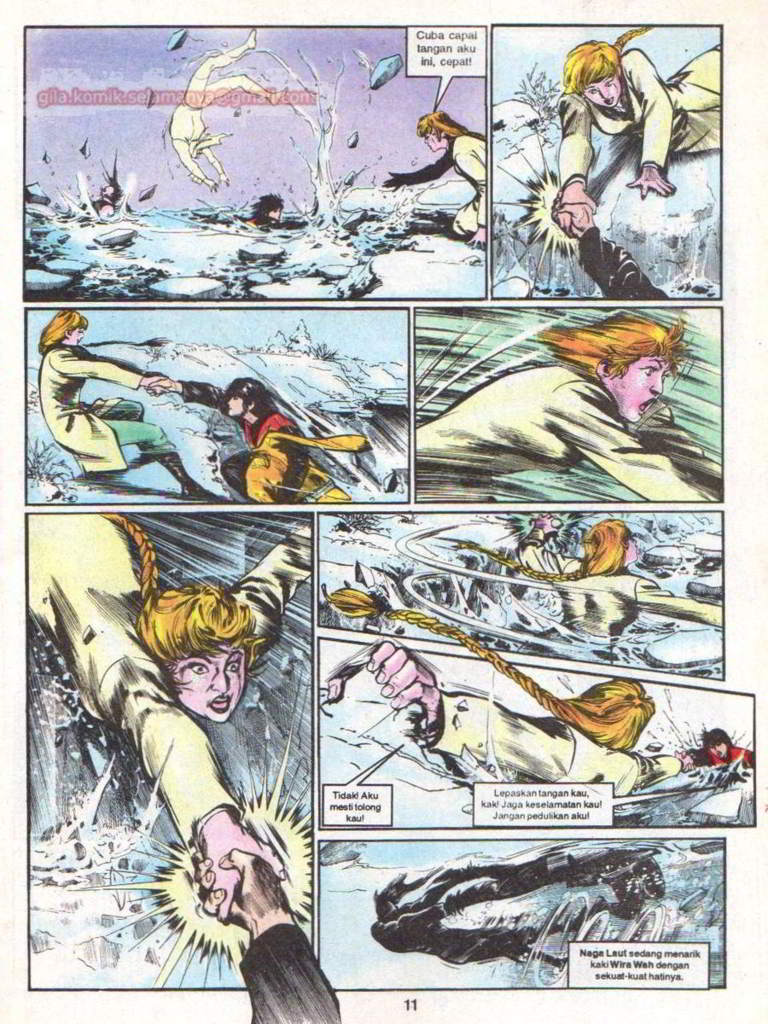 gila.komik.selamanya@gmail.com
Cuba capai
tangan aku
ini, cepat!
Tidak! Aku
mesti tolong
kau!
Lepaskan tangan kau,
kak! Jaga keselamatan kau!
Jangan pedulikan aku!
Naga Laut sedang menarik
kaki Wira Wah dengan
sekuat-kuat hatinya.
11